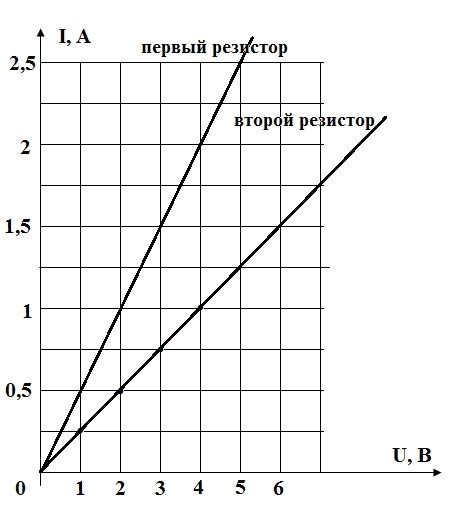 I, А
первый резистор
2,5
второй резистор
2
1,5
1
0,5
U, В
0 1 2 3 4 5 6